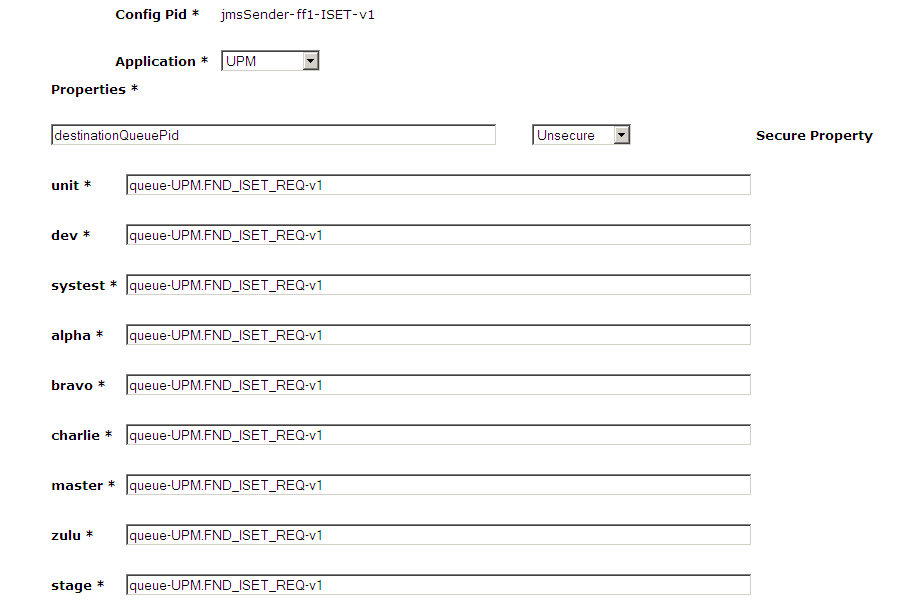 Config Pid * jmsSender-ff1-ISET-v1
Application * UPM
Properties *
destinationQueuePid Unsecure Secure Property
unit * queue-UPM.FND_ISET_REQ-v1
dev * queue-UPM.FND_ISET_REQ-v1
systest * queue-UPM.FND_ISET_REQ-v1
alpha * queue-UPM.FND_ISET_REQ-v1
bravo * queue-UPM.FND_ISET_REQ-v1
charlie * queue-UPM.FND_ISET_REQ-v1
master * queue-UPM.FND_ISET_REQ-v1
zulu * queue-UPM.FND_ISET_REQ-v1
stage * queue-UPM.FND_ISET_REQ-v1